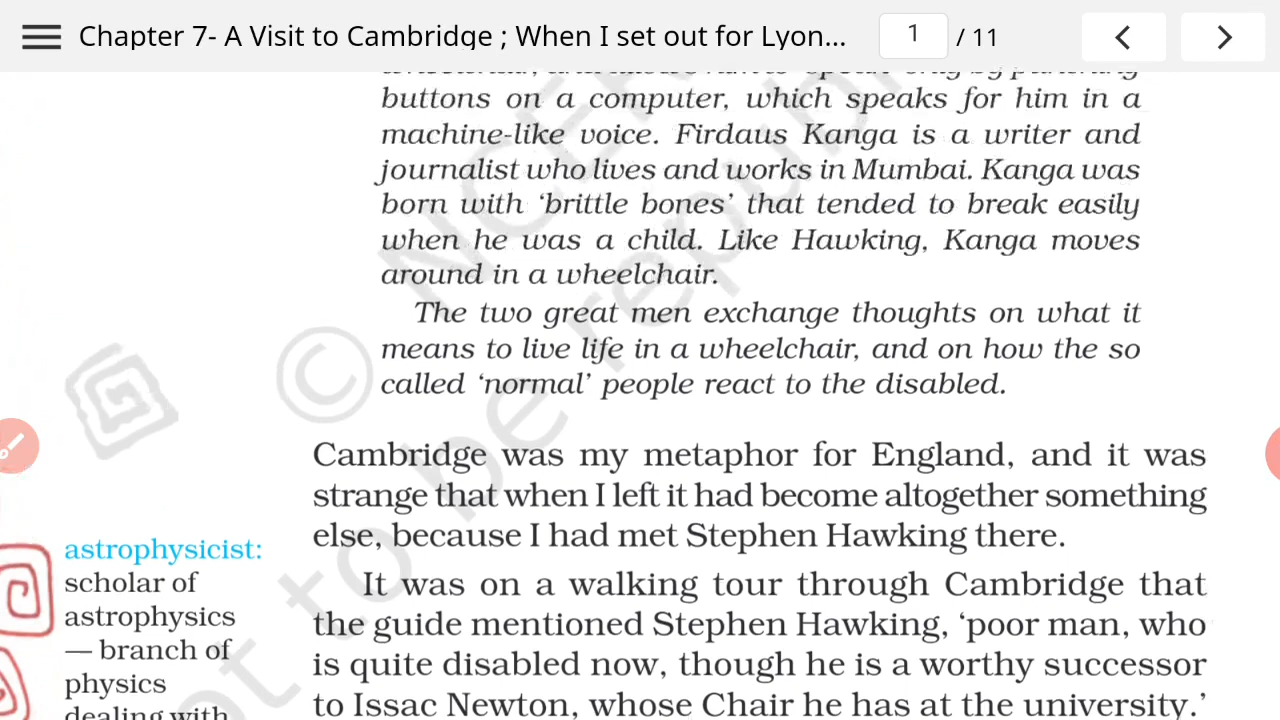 Chapter 7- A Visit to Cambridge ; When I set out for Lyon...
1 / 11
buttons on a computer, which speaks for him in a
machine-like voice. Firdaus Kanga is a writer and
journalist who lives and works in Mumbai. Kanga was
born with ‘brittle bones’ that tended to break easily
when he was a child. Like Hawking, Kanga moves
around in a wheelchair.
The two great men exchange thoughts on what it
means to live life in a wheelchair, and on how the so
called ‘normal’ people react to the disabled.
Cambridge was my metaphor for England, and it was
strange that when I left it had become altogether something
else, because I had met Stephen Hawking there.
It was on a walking tour through Cambridge that
the guide mentioned Stephen Hawking, ‘poor man, who
is quite disabled now, though he is a worthy successor
to Issac Newton, whose Chair he has at the university.’
astrophysicist:
scholar of
astrophysics
— branch of
physics
dealing with
© NCE
not to be republ